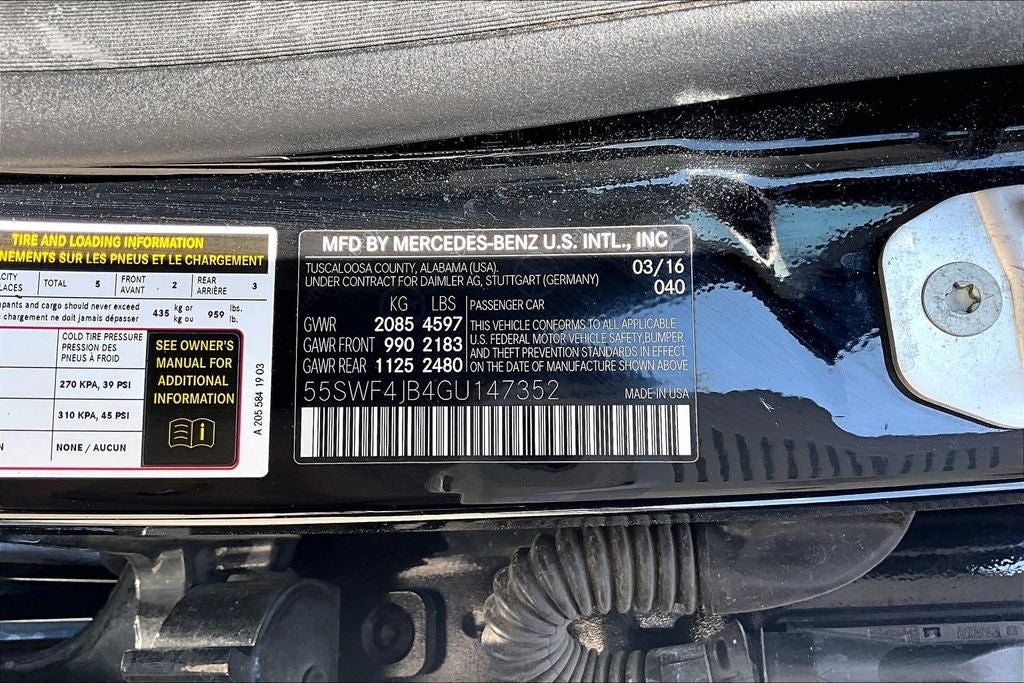 TIRE AND LOADING INFORMATION
NEMENTS SUR LES PNEUS ET LE CHARGEMENT
CITY
LACES
TOTAL 5
FRONT
AVANT 2
REAR
ARRIÈRE 3
pants and cargo should never exceed
chargement ne doit jamais dépasser
435 kg or
kg ou
959 lbs.
lb.
COLD TIRE PRESSURE
PRESSION DES
PNEUS À FROID
270 KPA, 39 PSI
310 KPA, 45 PSI
N
NONE / AUCUN
SEE OWNER'S
MANUAL FOR
ADDITIONAL
INFORMATION
i
A 205 584 19 03
MFD BY MERCEDES-BENZ U.S. INTL., INC
TUSCALOOSA COUNTY, ALABAMA (USA).
UNDER CONTRACT FOR DAIMLER AG, STUTTGART (GERMANY)
03/16
040
KG LBS
GVWR 2085 4597
GAWR FRONT 990 2183
GAWR REAR 1125 2480
PASSENGER CAR
THIS VEHICLE CONFORMS TO ALL APPLICABLE
U.S. FEDERAL MOTOR VEHICLE SAFETY,BUMPER
AND THEFT PREVENTION STANDARDS IN EFFECT
ON THE DATE OF MANUFACTURE SHOWN ABOVE
55SWF4JB4GU147352
MADE IN USA